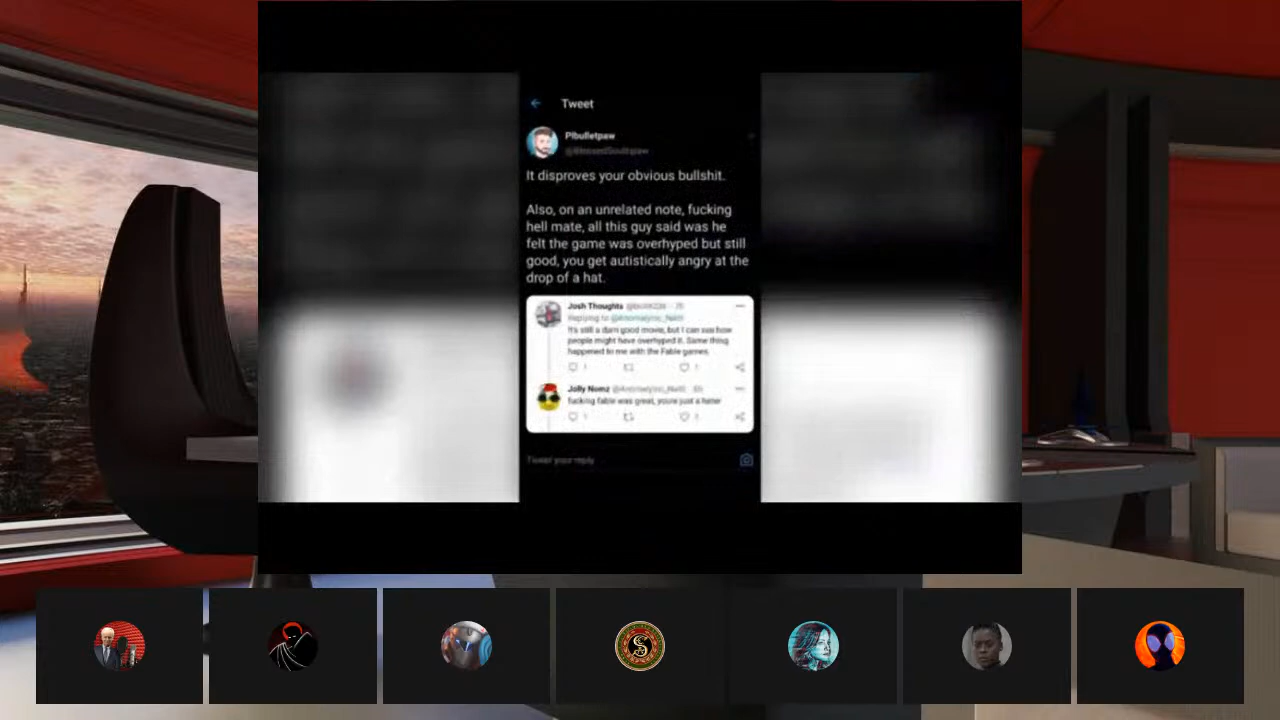 Tweet
Plbulletpaw
It disproves your obvious bullshit.
Also, on an unrelated note, fucking
hell mate, all this guy said was he
felt the game was overhyped but still
good, you get autistically angry at the
drop of a hat.
Josh Thoughts
Replying to
It's still a darn good movie, but I can see how
people might have overhyped it. Same thing
happened to me with the Fable games.
Jolly Nomz
fucking fable was great, youre just a hater
Tweet your reply